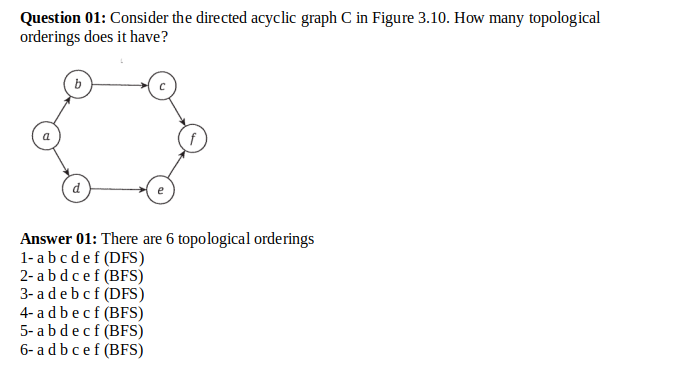 Question 01: Consider the directed acyclic graph C in Figure 3.10. How many topological
orderings does it have?
b
c
a
f
d
e
Answer 01: There are 6 topological orderings
1- a b c d e f (DFS)
2- a b d c e f (BFS)
3- a d e b c f (DFS)
4- a d b e c f (BFS)
5- a b d e c f (BFS)
6- a d b c e f (BFS)